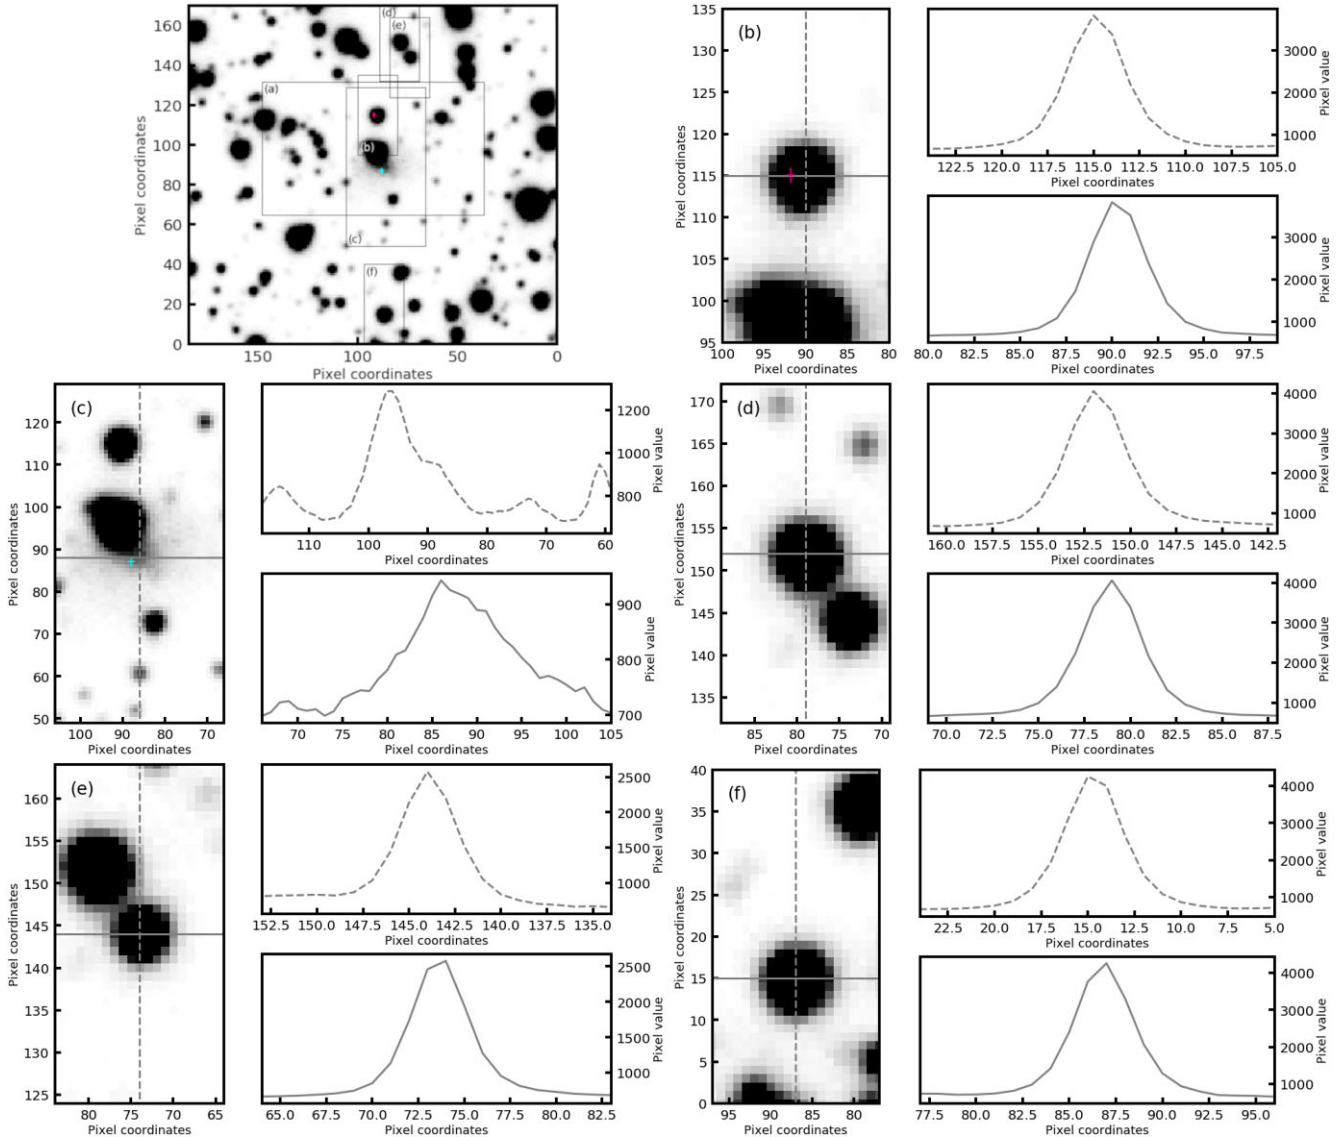 160
140
120
100
80
60
40
20
0
Pixel coordinates
150
100
50
0
Pixel coordinates
(a)
(b)
(c)
(d)
(e)
(f)
(b)
135
130
125
120
115
110
105
100
95
Pixel coordinates
100 95 90 85 80
Pixel coordinates
3000
2000
1000
Pixel value
122.5 120.0 117.5 115.0 112.5 110.0 107.5 105.0
Pixel coordinates
3000
2000
1000
Pixel value
80.0 82.5 85.0 87.5 90.0 92.5 95.0 97.5
Pixel coordinates
(c)
120
110
100
90
80
70
60
50
Pixel coordinates
100 90 80 70
Pixel coordinates
1200
1000
800
Pixel value
110 100 90 80 70 60
Pixel coordinates
900
800
700
Pixel value
70 75 80 85 90 95 100 105
Pixel coordinates
(d)
170
165
160
155
150
145
140
135
Pixel coordinates
85 80 75 70
Pixel coordinates
4000
3000
2000
1000
Pixel value
160.0 157.5 155.0 152.5 150.0 147.5 145.0 142.5
Pixel coordinates
4000
3000
2000
1000
Pixel value
70.0 72.5 75.0 77.5 80.0 82.5 85.0 87.5
Pixel coordinates
(e)
160
155
150
145
140
135
130
125
Pixel coordinates
80 75 70 65
Pixel coordinates
2500
2000
1500
1000
Pixel value
152.5 150.0 147.5 145.0 142.5 140.0 137.5 135.0
Pixel coordinates
2500
2000
1500
1000
Pixel value
65.0 67.5 70.0 72.5 75.0 77.5 80.0 82.5
Pixel coordinates
(f)
40
35
30
25
20
15
10
5
0
Pixel coordinates
95 90 85 80
Pixel coordinates
4000
3000
2000
1000
Pixel value
22.5 20.0 17.5 15.0 12.5 10.0 7.5 5.0
Pixel coordinates
4000
3000
2000
1000
Pixel value
77.5 80.0 82.5 85.0 87.5 90.0 92.5 95.0
Pixel coordinates